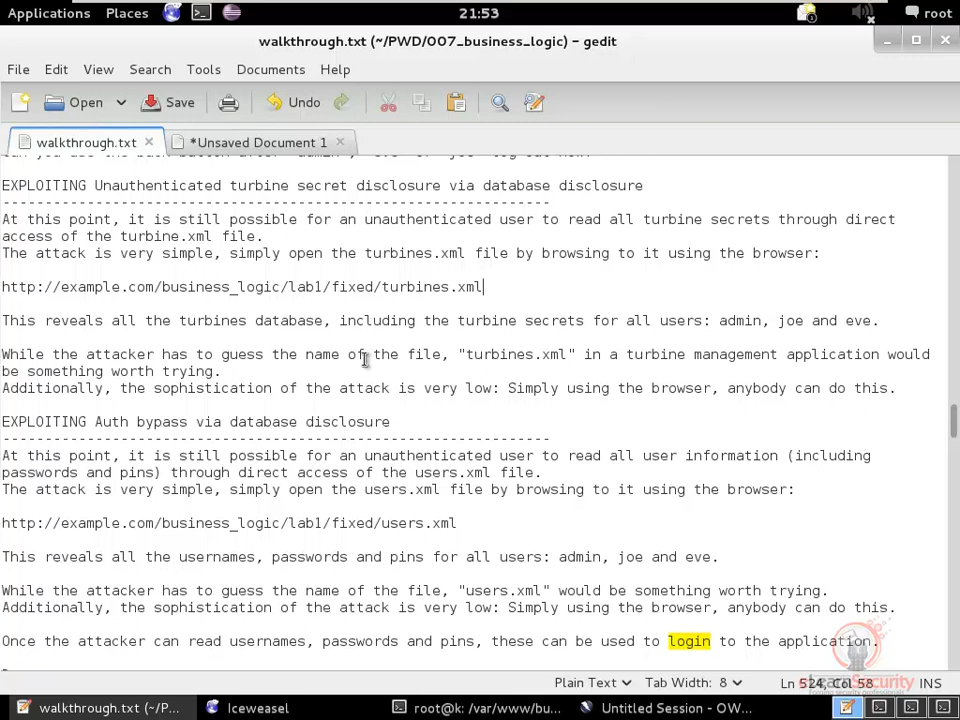 Applications Places 21:53 root
walkthrough.txt (~/PWD/007_business_logic) – gedit
File Edit View Search Tools Documents Help
Open Save Undo
walkthrough.txt *Unsaved Document 1
EXPLOITING Unauthenticated turbine secret disclosure via database disclosure
-----------------------------------------------------------------
At this point, it is still possible for an unauthenticated user to read all turbine secrets through direct
access of the turbine.xml file.
The attack is very simple, simply open the turbines.xml file by browsing to it using the browser:
http://example.com/business_logic/lab1/fixed/turbines.xml
This reveals all the turbines database, including the turbine secrets for all users: admin, joe and eve.
While the attacker has to guess the name of the file, "turbines.xml" in a turbine management application would
be something worth trying.
Additionally, the sophistication of the attack is very low: Simply using the browser, anybody can do this.
EXPLOITING Auth bypass via database disclosure
-----------------------------------------------------------------
At this point, it is still possible for an unauthenticated user to read all user information (including
passwords and pins) through direct access of the users.xml file.
The attack is very simple, simply open the users.xml file by browsing to it using the browser:
http://example.com/business_logic/lab1/fixed/users.xml
This reveals all the usernames, passwords and pins for all users: admin, joe and eve.
While the attacker has to guess the name of the file, "users.xml" would be something worth trying.
Additionally, the sophistication of the attack is very low: Simply using the browser, anybody can do this.
Once the attacker can read usernames, passwords and pins, these can be used to login to the application.
eLearnSecurity
Forging security professionals
Plain Text Tab Width: 8 Ln 524, Col 58 INS
walkthrough.txt (~/P... Iceweasel root@k: /var/www/bu... Untitled Session - OW...